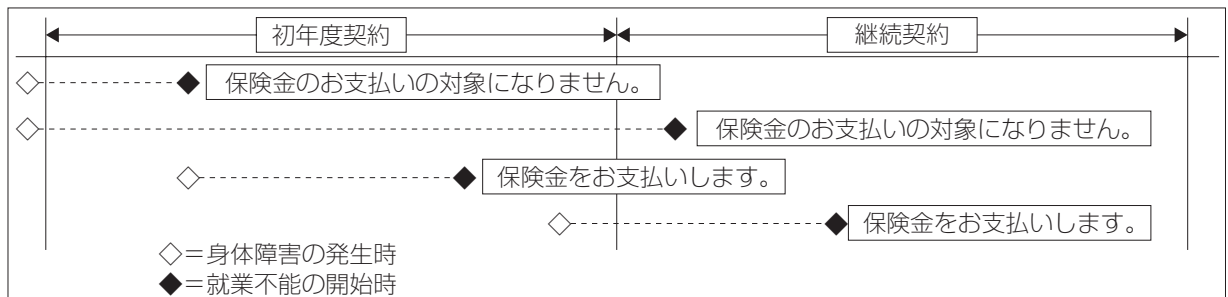 初年度契約 継続契約
保険金のお支払いの対象になりません。
保険金のお支払いの対象になりません。
保険金をお支払いします。
保険金をお支払いします。
◇＝身体障害の発生時
◆＝就業不能の開始時